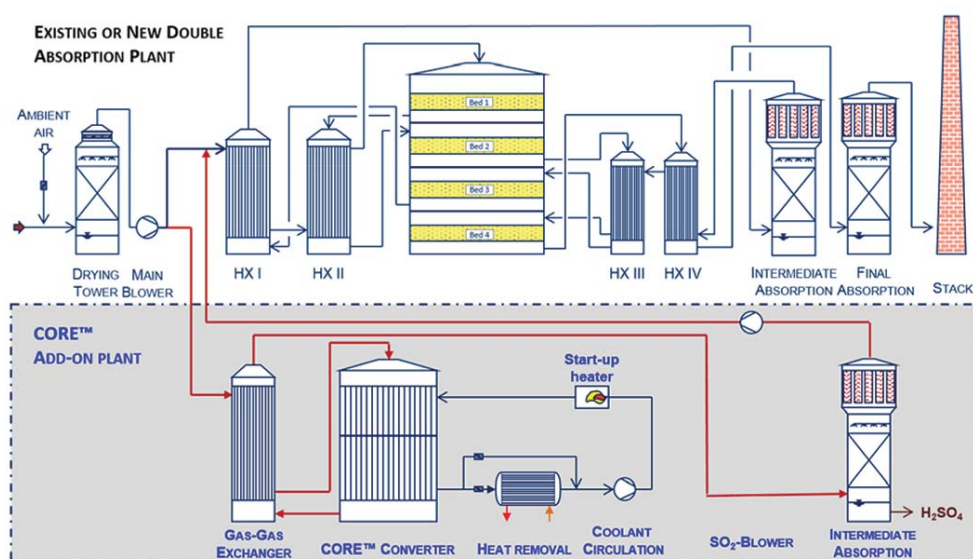 EXISTING OR NEW DOUBLE
ABSORPTION PLANT
AMBIENT
AIR
Bed 1
Bed 2
Bed 3
Bed 4
DRYING
TOWER
MAIN
BLOWER
HX I
HX II
HX III
HX IV
INTERMEDIATE
ABSORPTION
FINAL
ABSORPTION
STACK
CORE™
ADD-ON PLANT
Start-up
heater
H₂SO₄
GAS-GAS
EXCHANGER
CORE™ CONVERTER
HEAT REMOVAL
COOLANT
CIRCULATION
SO₂-BLOWER
INTERMEDIATE
ABSORPTION